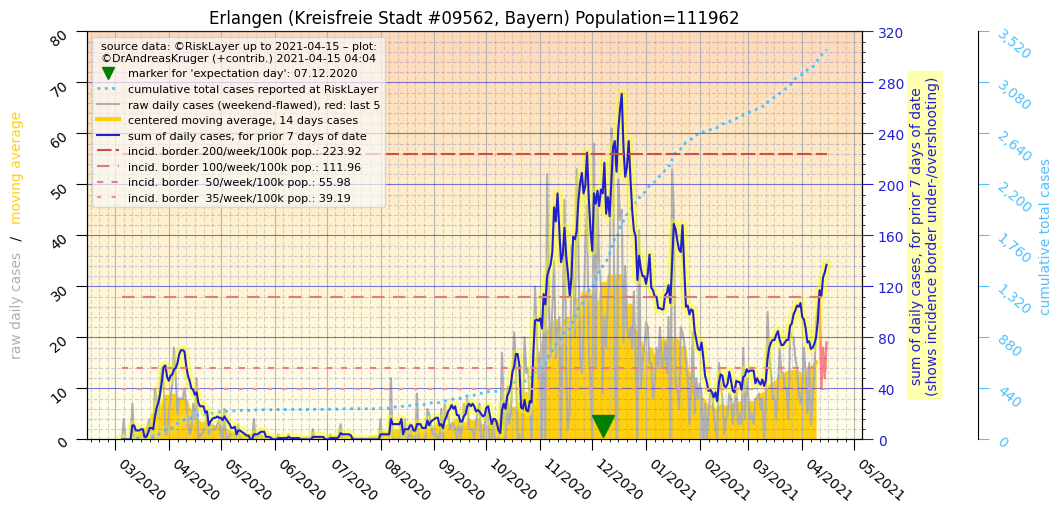 Erlangen (Kreisfreie Stadt #09562, Bayern) Population=111962
source data: ©RiskLayer up to 2021-04-15 – plot:
©DrAndreasKruger (+contrib.) 2021-04-15 04:04
marker for 'expectation day': 07.12.2020
cumulative total cases reported at RiskLayer
raw daily cases (weekend-flawed), red: last 5
centered moving average, 14 days cases
sum of daily cases, for prior 7 days of date
incid. border 200/week/100k pop.: 223.92
incid. border 100/week/100k pop.: 111.96
incid. border  50/week/100k pop.: 55.98
incid. border  35/week/100k pop.: 39.19
raw daily cases / moving average
80
70
60
50
40
30
20
10
0
03/2020
04/2020
05/2020
06/2020
07/2020
08/2020
09/2020
10/2020
11/2020
12/2020
01/2021
02/2021
03/2021
04/2021
05/2021
320
280
240
200
160
120
80
40
0
sum of daily cases, for prior 7 days of date
(shows incidence border under-/overshooting)
3,520
3,080
2,640
2,200
1,760
1,320
880
440
0
cumulative total cases